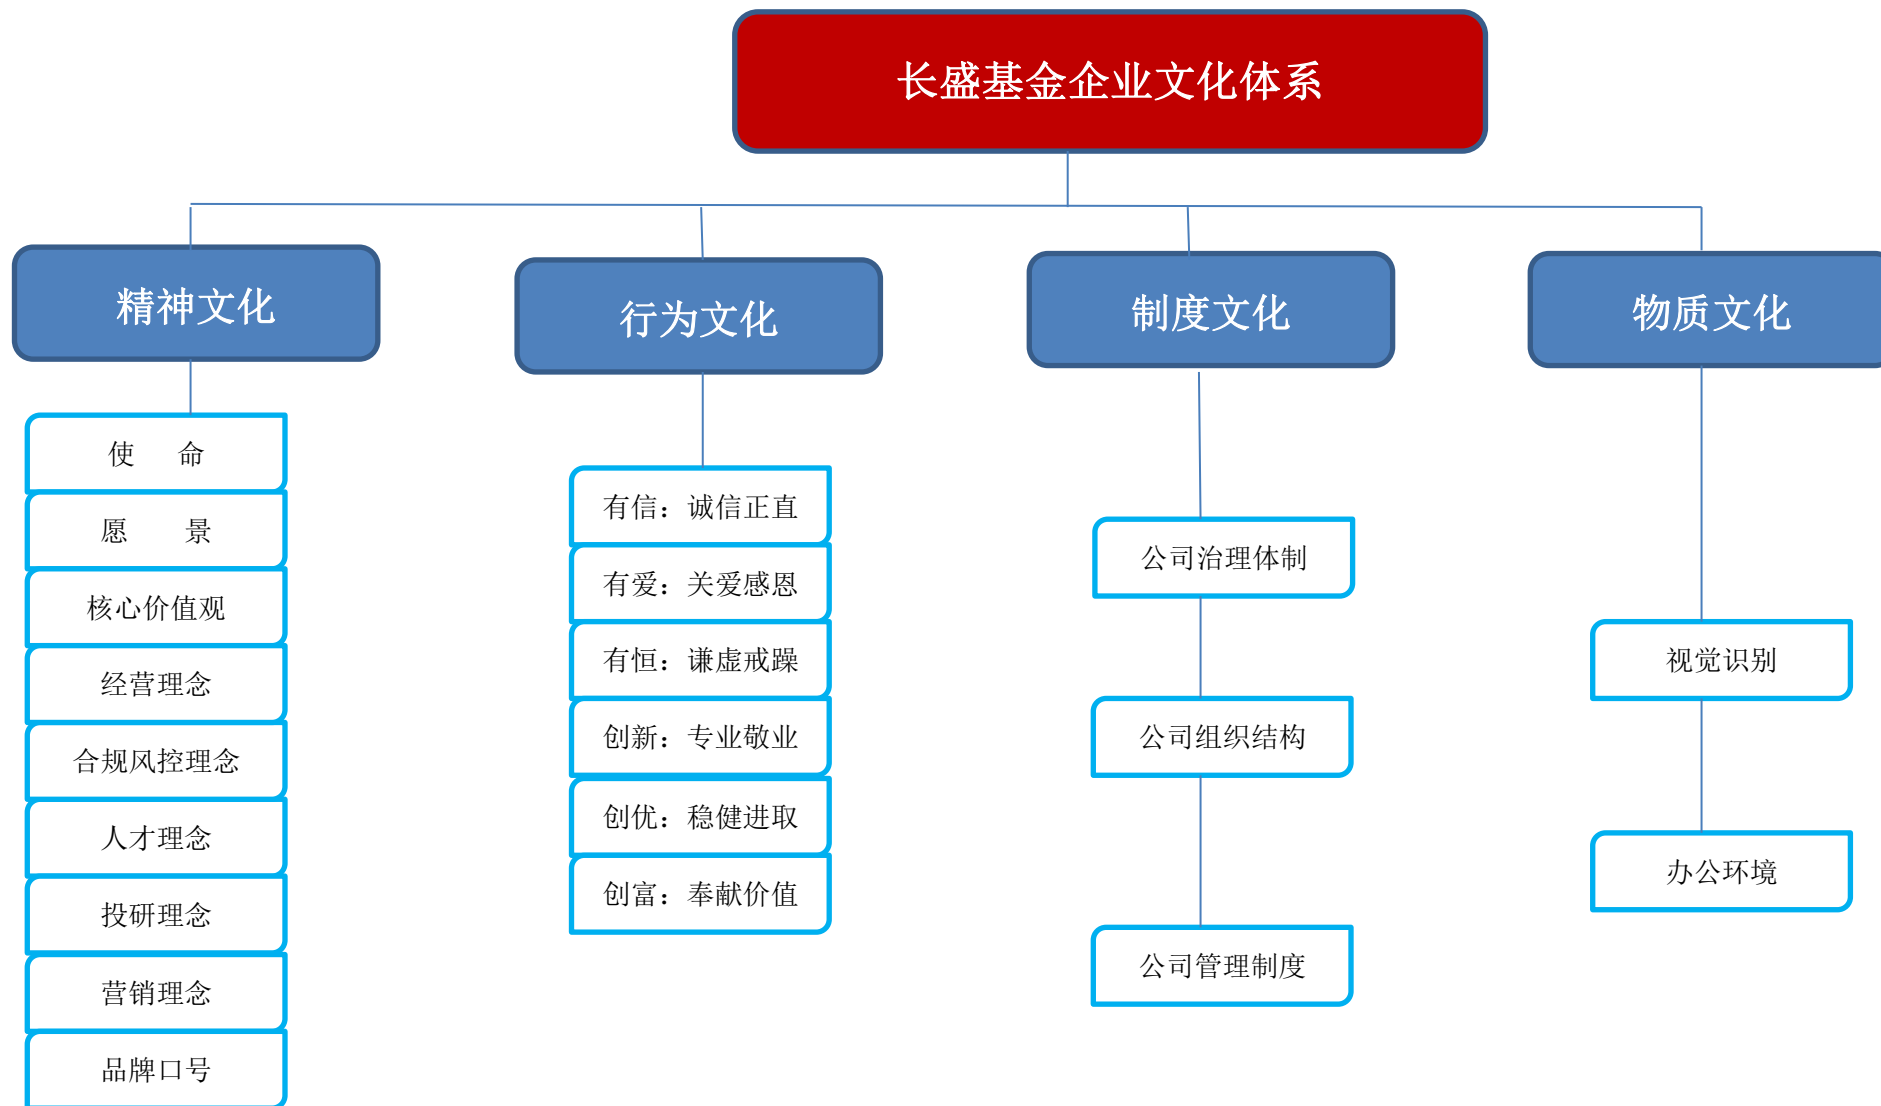 长盛基金企业文化体系
精神文化
使 命
愿 景
核心价值观
经营理念
合规风控理念
人才理念
投研理念
营销理念
品牌口号
行为文化
有信：诚信正直
有爱：关爱感恩
有恒：谦虚戒躁
创新：专业敬业
创优：稳健进取
创富：奉献价值
制度文化
公司治理体制
公司组织结构
公司管理制度
物质文化
视觉识别
办公环境